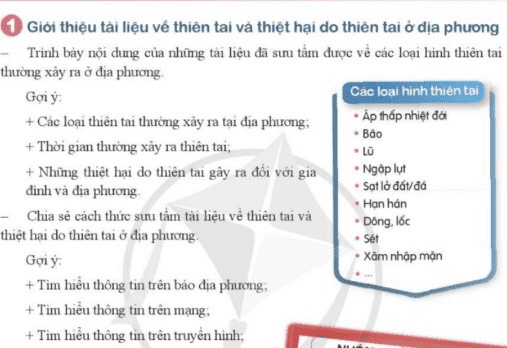 1 Giới thiệu tài liệu về thiên tai và thiệt hại do thiên tai ở địa phương
– Trình bày nội dung của những tài liệu đã sưu tầm được về các loại hình thiên tai
thường xảy ra ở địa phương.
Gợi ý:
+ Các loại thiên tai thường xảy ra tại địa phương;
+ Thời gian thường xảy ra thiên tai;
+ Những thiệt hại do thiên tai gây ra đối với gia
đình và địa phương.
– Chia sẻ cách thức sưu tầm tài liệu về thiên tai và
thiệt hại do thiên tai ở địa phương.
Gợi ý:
+ Tìm hiểu thông tin trên báo địa phương;
+ Tìm hiểu thông tin trên mạng;
+ Tìm hiểu thông tin trên truyền hình;
Các loại hình thiên tai
• Áp thấp nhiệt đới
• Bão
• Lũ
• Ngập lụt
• Sạt lở đất/đá
• Hạn hán
• Dông, lốc
• Sét
• Xâm nhập mặn
• ...